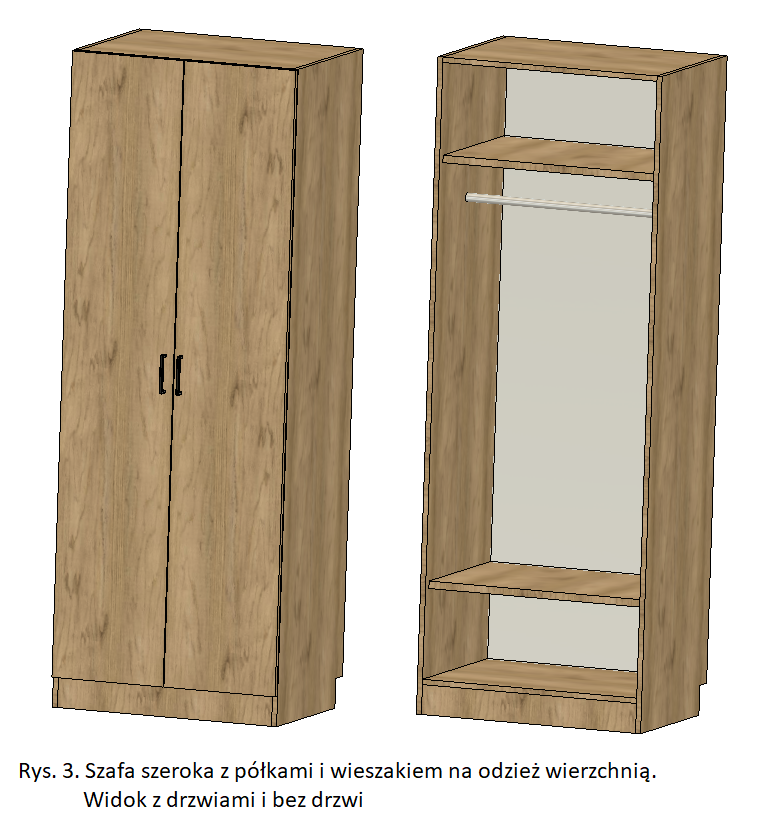 Rys. 3. Szafa szeroka z półkami i wieszakiem na odzież wierzchnią.
Widok z drzwiami i bez drzwi